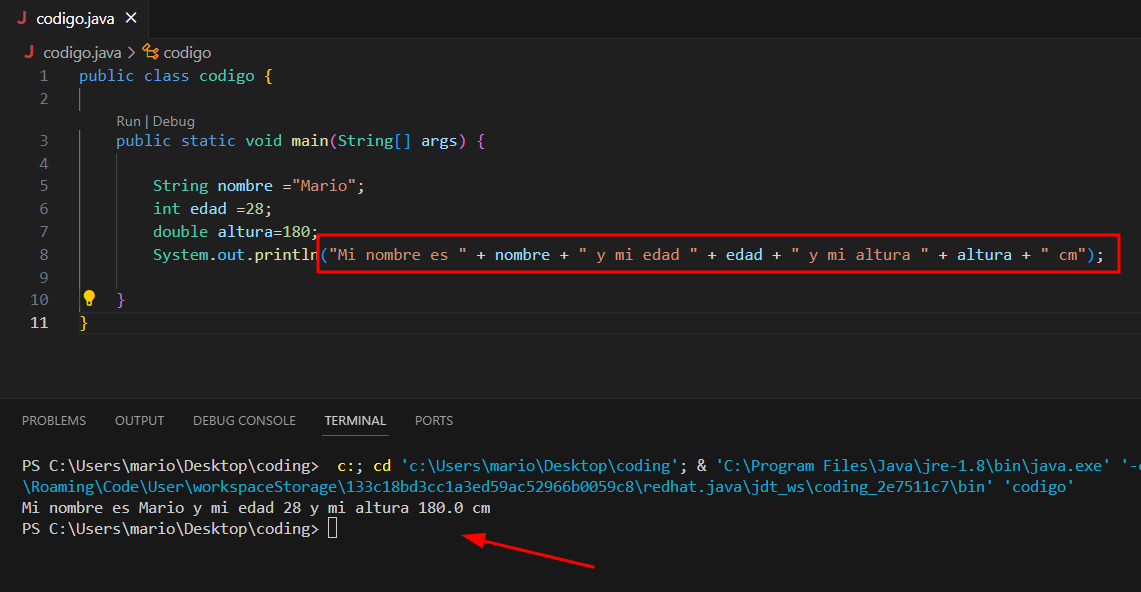 J codigo.java ×
J codigo.java > codigo
1 public class codigo {
2
Run | Debug
3 public static void main(String[] args) {
4
5 String nombre ="Mario";
6 int edad =28;
7 double altura=180;
8 System.out.println("Mi nombre es " + nombre + " y mi edad " + edad + " y mi altura " + altura + " cm");
9
10 }
11 }
PROBLEMS OUTPUT DEBUG CONSOLE TERMINAL PORTS
PS C:\Users\mario\Desktop\coding> c:; cd 'c:\Users\mario\Desktop\coding'; & 'C:\Program Files\Java\jre-1.8\bin\java.exe' '-c
\Roaming\Code\User\workspaceStorage\133c18bd3cc1a3ed59ac52966b0059c8\redhat.java\jdt_ws\coding_2e7511c7\bin' 'codigo'
Mi nombre es Mario y mi edad 28 y mi altura 180.0 cm
PS C:\Users\mario\Desktop\coding>